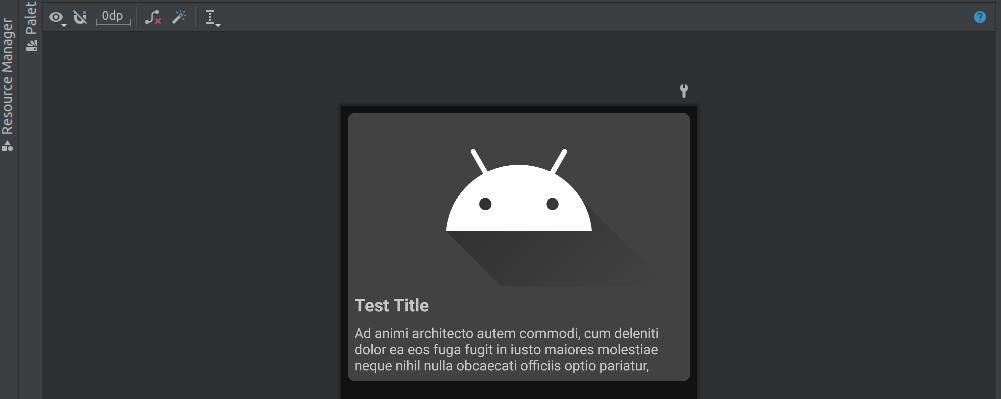 Resource Manager
Palet
0dp
?
Test Title
Ad animi architecto autem commodi, cum deleniti
dolor ea eos fuga fugit in iusto maiores molestiae
neque nihil nulla obcaecati officiis optio pariatur,